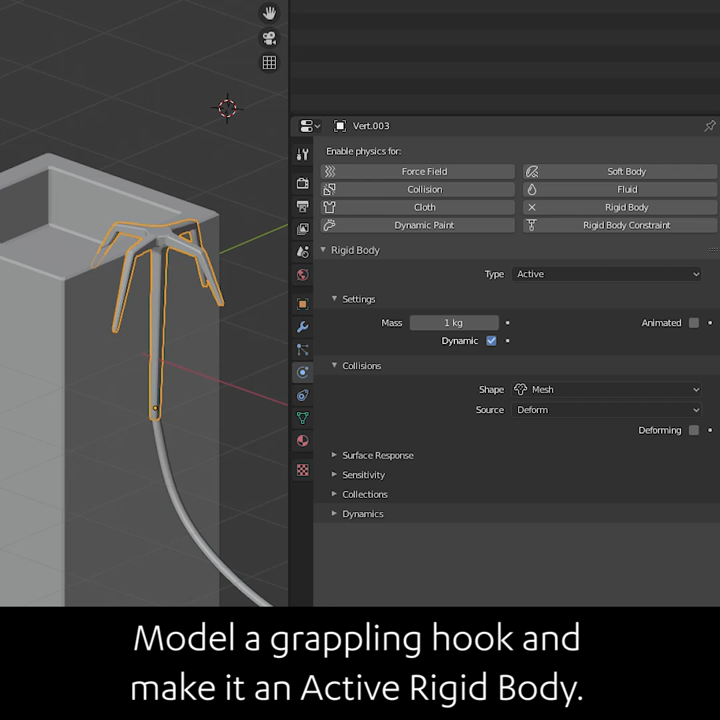 Vert.003
Enable physics for:
Force Field
Soft Body
Collision
Fluid
Cloth
Rigid Body
Dynamic Paint
Rigid Body Constraint
Rigid Body
Type Active
Settings
Mass 1 kg Animated
Dynamic
Collisions
Shape Mesh
Source Deform
Deforming
Surface Response
Sensitivity
Collections
Dynamics
Model a grappling hook and
make it an Active Rigid Body.